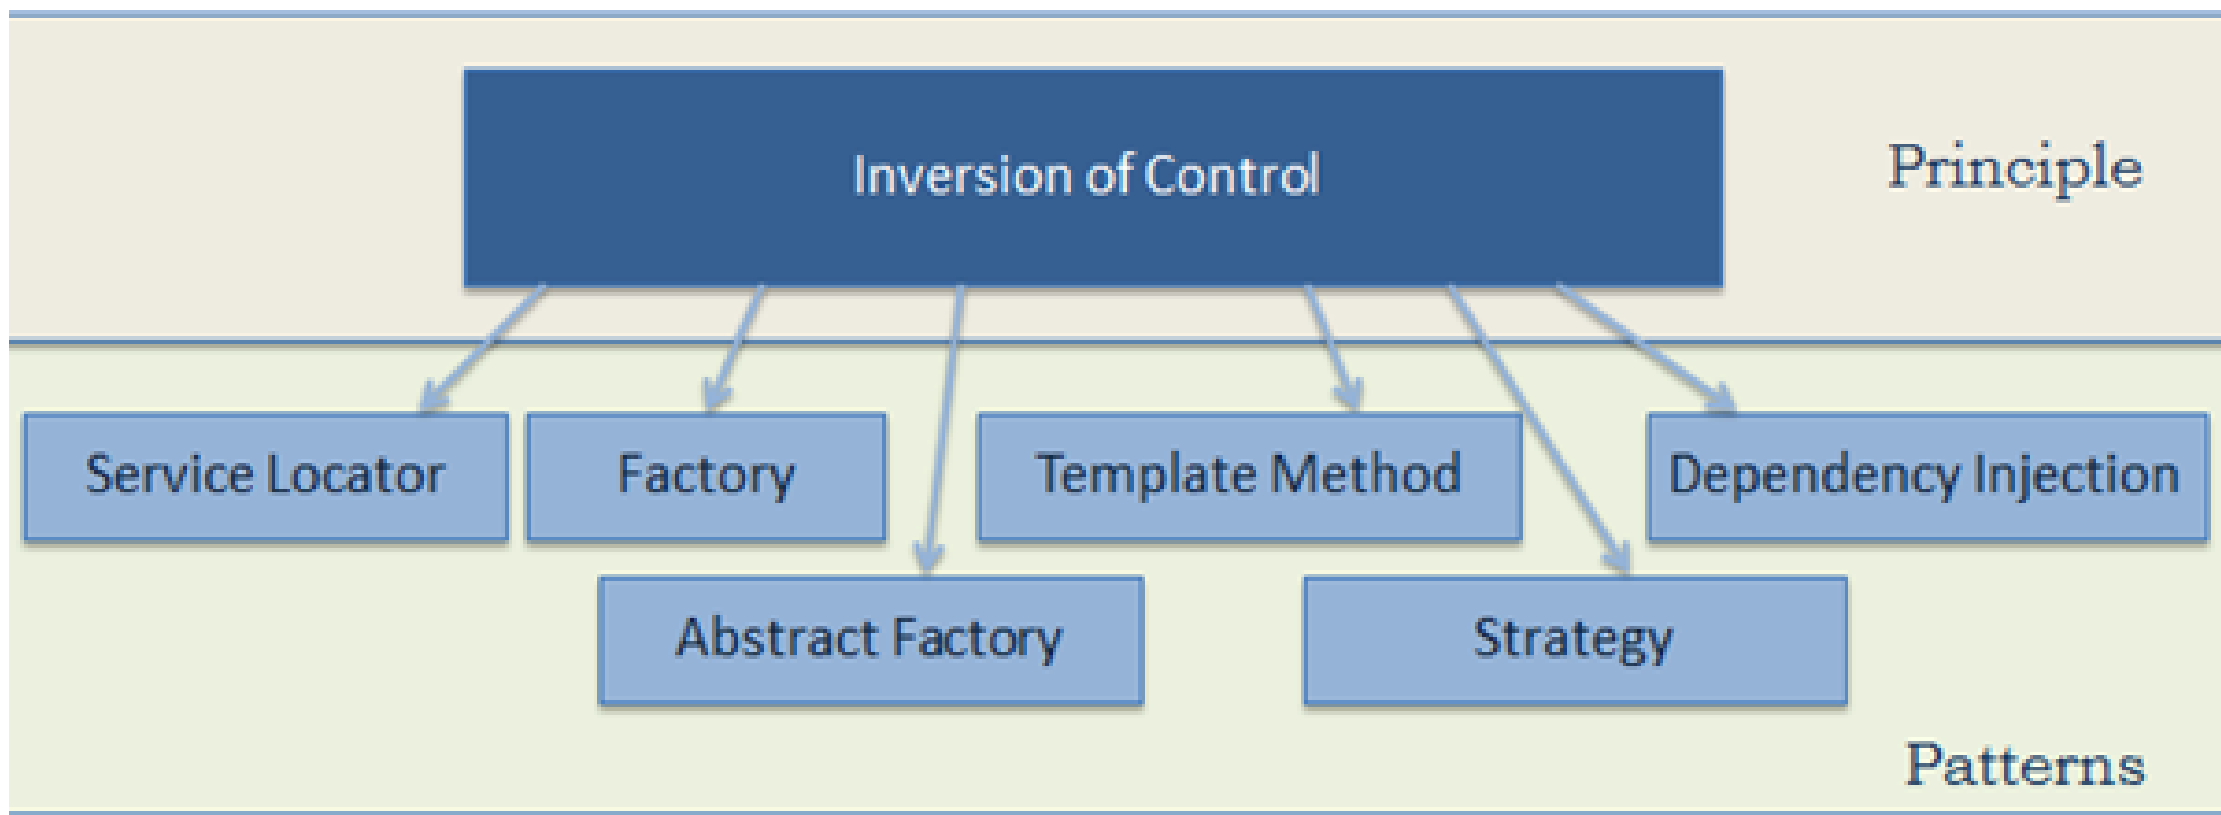 Inversion of Control
Principle
Service Locator
Factory
Template Method
Dependency Injection
Abstract Factory
Strategy
Patterns